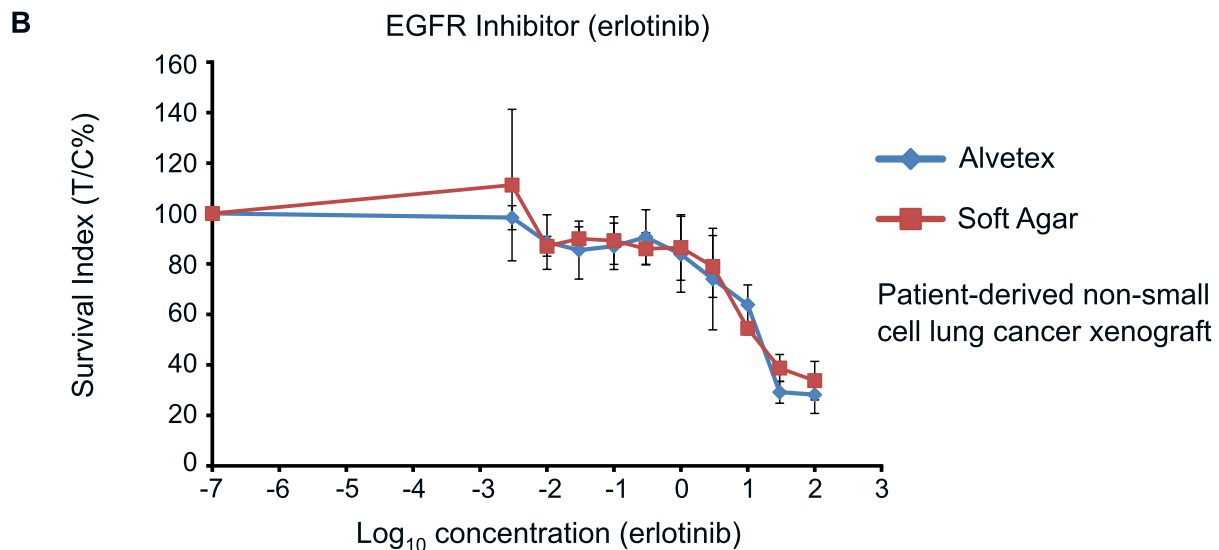 B
EGFR Inhibitor (erlotinib)
Survival Index (T/C%)
160
140
120
100
80
60
40
20
0
-7 -6 -5 -4 -3 -2 -1 0 1 2 3
Log₁₀ concentration (erlotinib)
Alvetex
Soft Agar
Patient-derived non-small
cell lung cancer xenograft